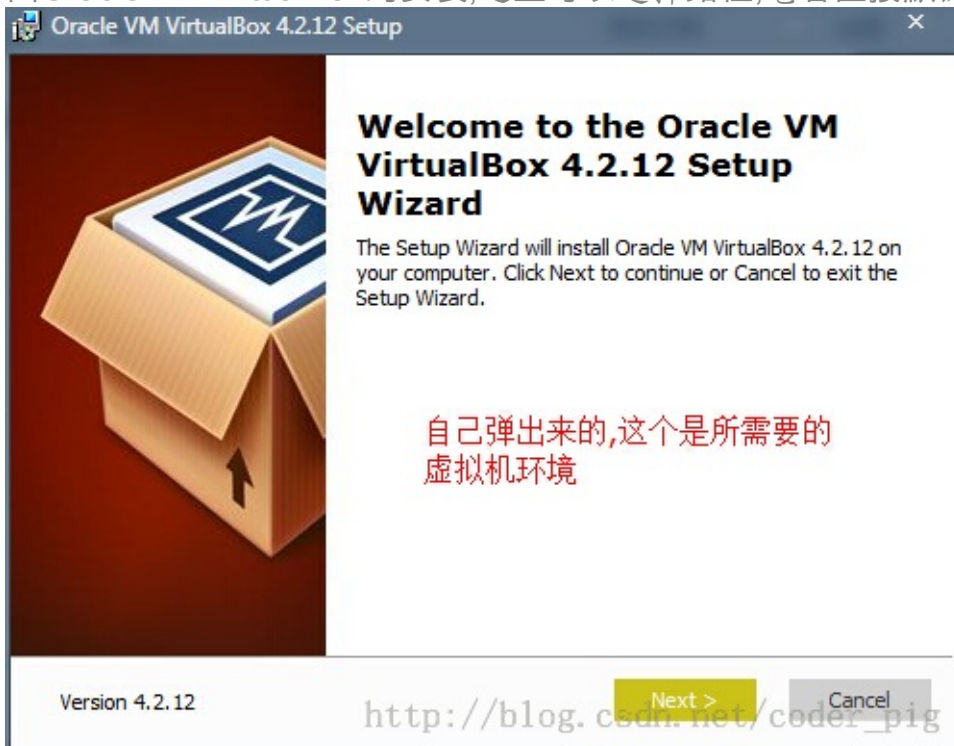 Oracle VM VirtualBox 4.2.12 Setup
Welcome to the Oracle VM
VirtualBox 4.2.12 Setup
Wizard
The Setup Wizard will install Oracle VM VirtualBox 4.2.12 on
your computer. Click Next to continue or Cancel to exit the
Setup Wizard.
自己弹出来的,这个是所需要的
虚拟机环境
Version 4.2.12
Next >
Cancel
http://blog.csdn.net/coder_pig